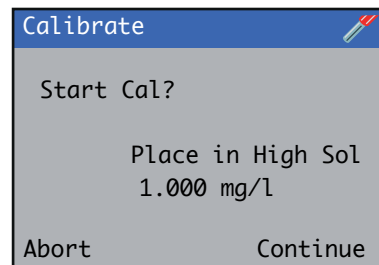 Calibrate
Start Cal?
Place in High Sol
1.000 mg/l
Abort Continue